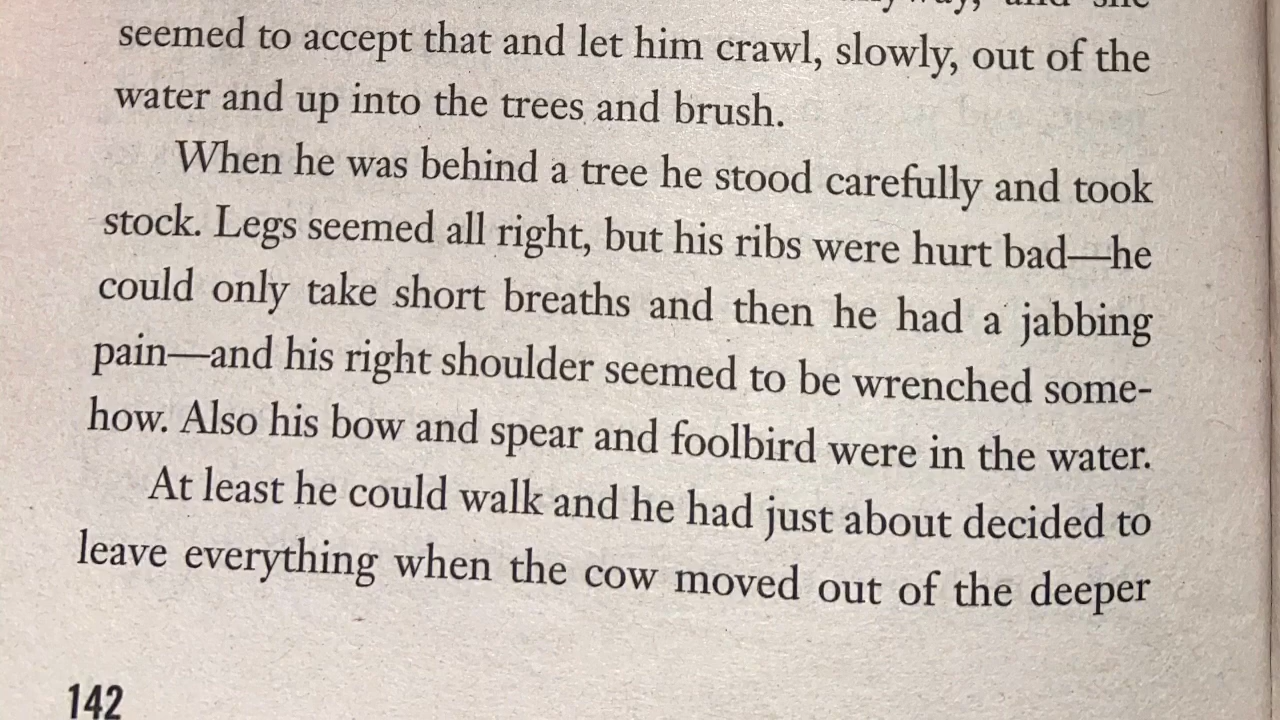 and she
seemed to accept that and let him crawl, slowly, out of the
water and up into the trees and brush.
When he was behind a tree he stood carefully and took
stock. Legs seemed all right, but his ribs were hurt bad—he
could only take short breaths and then he had a jabbing
pain—and his right shoulder seemed to be wrenched some-
how. Also his bow and spear and foolbird were in the water.
At least he could walk and he had just about decided to
leave everything when the cow moved out of the deeper
142